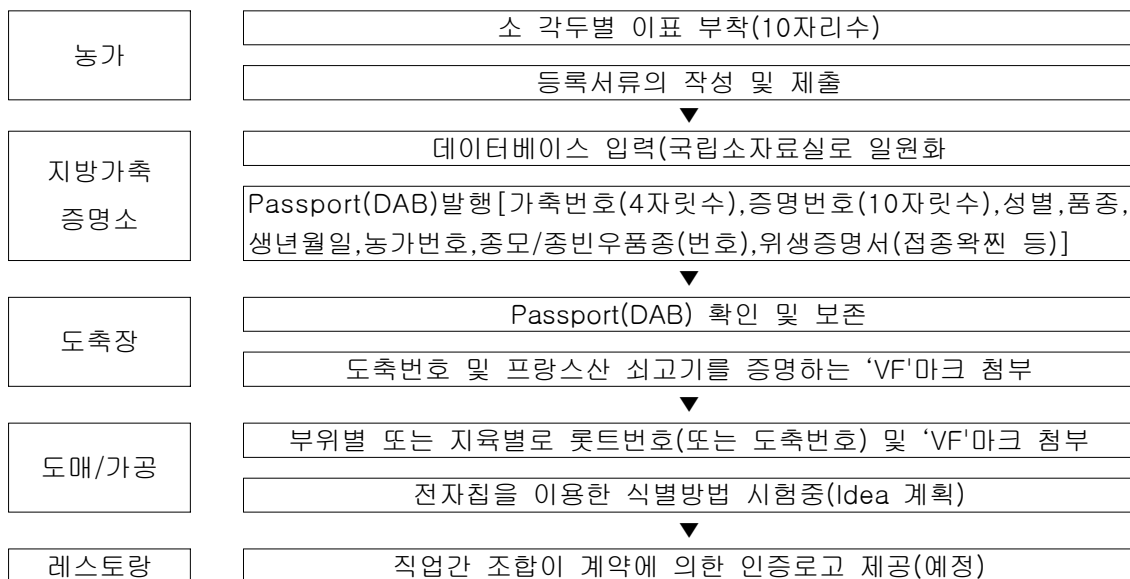 농가
소 각두별 이표 부착(10자리수)
등록서류의 작성 및 제출
▼
지방가축
증명소
데이터베이스 입력(국립소자료실로 일원화
Passport(DAB)발행[가축번호(4자릿수),증명번호(10자릿수),성별,품종,
생년월일,농가번호,종모/종빈우품종(번호),위생증명서(접종왁찐 등)]
▼
도축장
Passport(DAB) 확인 및 보존
도축번호 및 프랑스산 쇠고기를 증명하는 ‘VF'마크 첨부
▼
도매/가공
부위별 또는 지육별로 롯트번호(또는 도축번호) 및 ‘VF'마크 첨부
전자칩을 이용한 식별방법 시험중(Idea 계획)
▼
레스토랑
직업간 조합이 계약에 의한 인증로고 제공(예정)